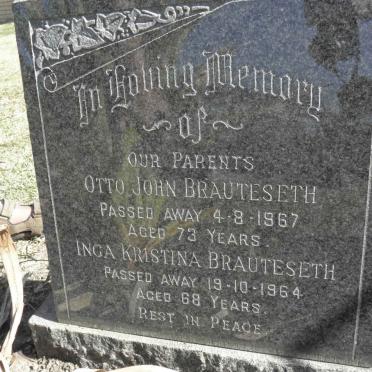 In Loving Memory
of
OUR PARENTS
OTTO JOHN BRAUTESETH
PASSED AWAY 4-8-1967
AGED 73 YEARS.
INGA KRISTINA BRAUTESETH
PASSED AWAY 19-10-1964
AGED 68 YEARS.
REST IN PEACE